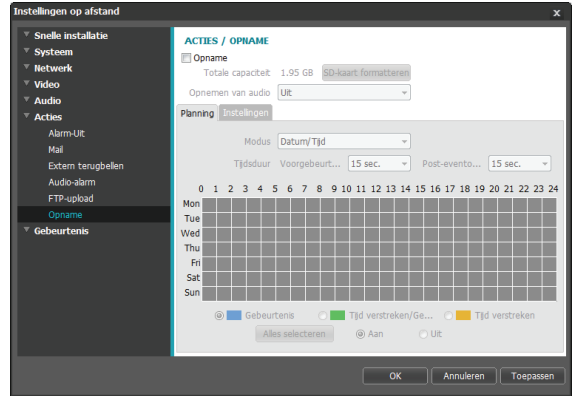 Instellingen op afstand x
Snelle installatie
Systeem
Netwerk
Video
Audio
Acties
Alarm-Uit
Mail
Extern terugbellen
Audio-alarm
FTP-upload
Opname
Gebeurtenis
ACTIES / OPNAME
Opname
Totale capaciteit 1.95 GB SD-kaart formatteren
Opnemen van audio Uit
Planning Instellingen
Modus Datum/Tijd
Tijdsduur Voorgebeurt... 15 sec. Post-evento... 15 sec.
0 1 2 3 4 5 6 7 8 9 10 11 12 13 14 15 16 17 18 19 20 21 22 23 24
Mon
Tue
Wed
Thu
Fri
Sat
Sun
Gebeurtenis Tijd verstreken/Ge... Tijd verstreken
Alles selecteren Aan Uit
OK Annuleren Toepassen